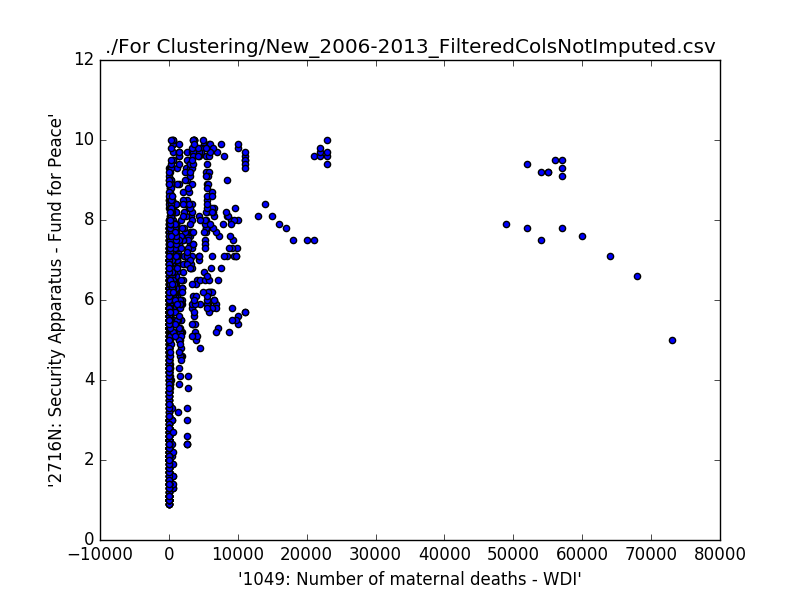 ./For Clustering/New_2006-2013_FilteredColsNotImputed.csv
12
10
8
6
4
2
0
'2716N: Security Apparatus - Fund for Peace'
−10000 0 10000 20000 30000 40000 50000 60000 70000 80000
'1049: Number of maternal deaths - WDI'